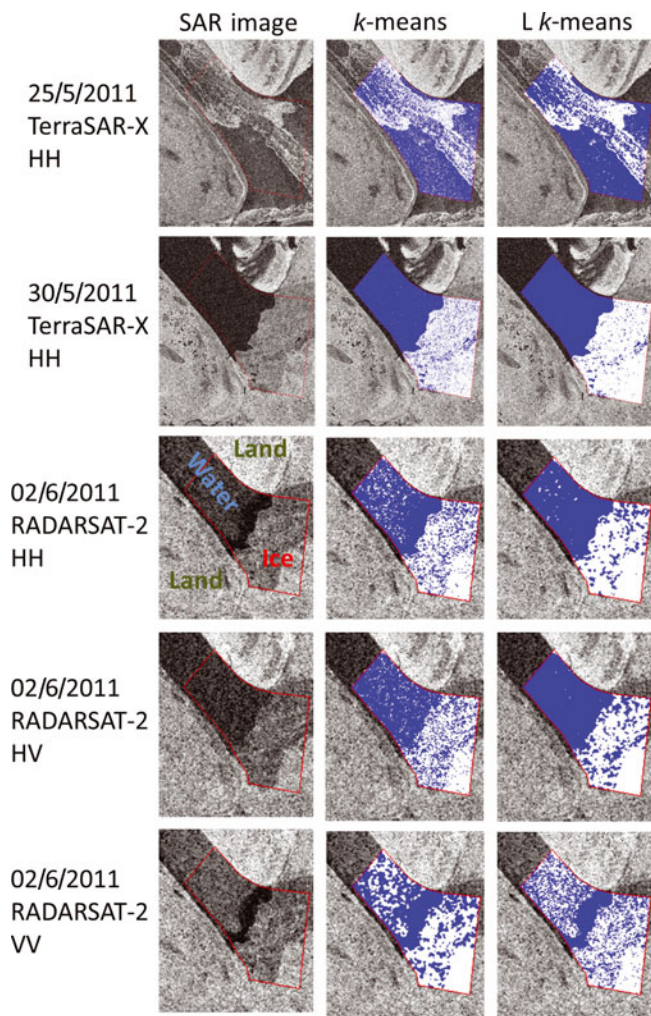 SAR image k-means L k-means
25/5/2011
TerraSAR-X
HH
30/5/2011
TerraSAR-X
HH
02/6/2011
RADARSAT-2
HH
Land
Water
Ice
Land
02/6/2011
RADARSAT-2
HV
02/6/2011
RADARSAT-2
VV